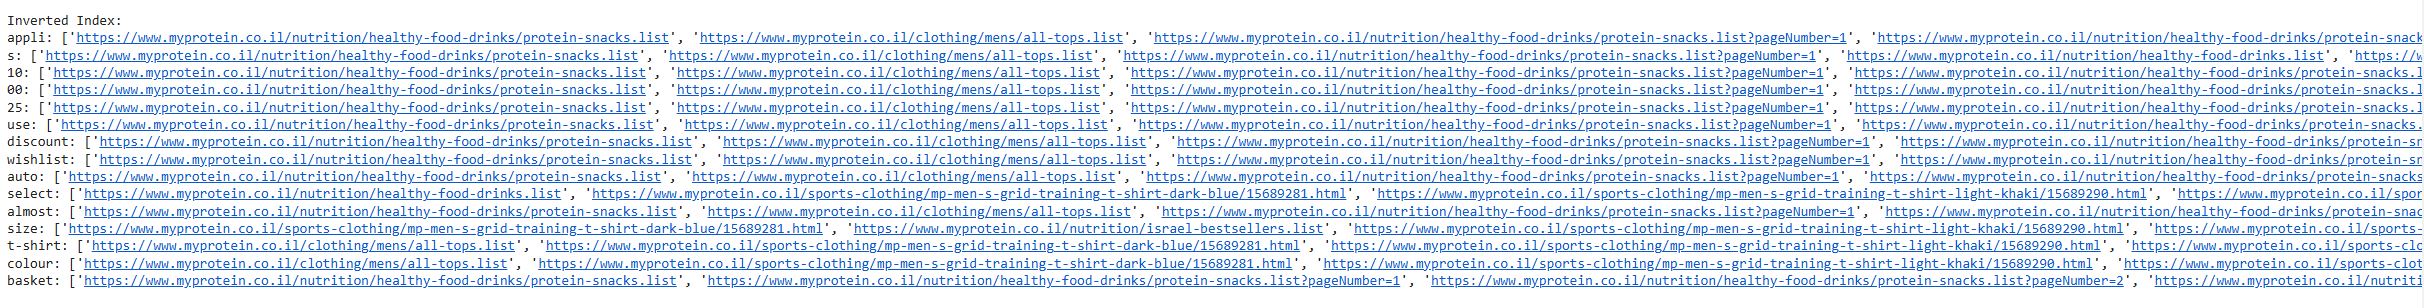 Inverted Index:
appli: ['https://www.myprotein.co.il/nutrition/healthy-food-drinks/protein-snacks.list', 'https://www.myprotein.co.il/clothing/mens/all-tops.list', 'https://www.myprotein.co.il/nutrition/healthy-food-drinks/protein-snacks.list?pageNumber=1', 'https://www.myprotein.co.il/nutrition/healthy-food-drinks/protein-snack
s: ['https://www.myprotein.co.il/nutrition/healthy-food-drinks/protein-snacks.list', 'https://www.myprotein.co.il/clothing/mens/all-tops.list', 'https://www.myprotein.co.il/nutrition/healthy-food-drinks/protein-snacks.list?pageNumber=1', 'https://www.myprotein.co.il/nutrition/healthy-food-drinks.list', 'https://w
10: ['https://www.myprotein.co.il/nutrition/healthy-food-drinks/protein-snacks.list', 'https://www.myprotein.co.il/clothing/mens/all-tops.list', 'https://www.myprotein.co.il/nutrition/healthy-food-drinks/protein-snacks.list?pageNumber=1', 'https://www.myprotein.co.il/nutrition/healthy-food-drinks/protein-snacks.l
00: ['https://www.myprotein.co.il/nutrition/healthy-food-drinks/protein-snacks.list', 'https://www.myprotein.co.il/clothing/mens/all-tops.list', 'https://www.myprotein.co.il/nutrition/healthy-food-drinks/protein-snacks.list?pageNumber=1', 'https://www.myprotein.co.il/nutrition/healthy-food-drinks/protein-snacks.l
25: ['https://www.myprotein.co.il/nutrition/healthy-food-drinks/protein-snacks.list', 'https://www.myprotein.co.il/clothing/mens/all-tops.list', 'https://www.myprotein.co.il/nutrition/healthy-food-drinks/protein-snacks.list?pageNumber=1', 'https://www.myprotein.co.il/nutrition/healthy-food-drinks/protein-snacks.l
use: ['https://www.myprotein.co.il/nutrition/healthy-food-drinks/protein-snacks.list', 'https://www.myprotein.co.il/clothing/mens/all-tops.list', 'https://www.myprotein.co.il/nutrition/healthy-food-drinks/protein-snacks.list?pageNumber=1', 'https://www.myprotein.co.il/nutrition/healthy-food-drinks/protein-snacks.
discount: ['https://www.myprotein.co.il/nutrition/healthy-food-drinks/protein-snacks.list', 'https://www.myprotein.co.il/clothing/mens/all-tops.list', 'https://www.myprotein.co.il/nutrition/healthy-food-drinks/protein-snacks.list?pageNumber=1', 'https://www.myprotein.co.il/nutrition/healthy-food-drinks/protein-sn
wishlist: ['https://www.myprotein.co.il/nutrition/healthy-food-drinks/protein-snacks.list', 'https://www.myprotein.co.il/clothing/mens/all-tops.list', 'https://www.myprotein.co.il/nutrition/healthy-food-drinks/protein-snacks.list?pageNumber=1', 'https://www.myprotein.co.il/nutrition/healthy-food-drinks/protein-sn
auto: ['https://www.myprotein.co.il/nutrition/healthy-food-drinks/protein-snacks.list', 'https://www.myprotein.co.il/clothing/mens/all-tops.list', 'https://www.myprotein.co.il/nutrition/healthy-food-drinks/protein-snacks.list?pageNumber=1', 'https://www.myprotein.co.il/nutrition/healthy-food-drinks/protein-snacks
select: ['https://www.myprotein.co.il/nutrition/healthy-food-drinks.list', 'https://www.myprotein.co.il/sports-clothing/mp-men-s-grid-training-t-shirt-dark-blue/15689281.html', 'https://www.myprotein.co.il/sports-clothing/mp-men-s-grid-training-t-shirt-light-khaki/15689290.html', 'https://www.myprotein.co.il/spor
almost: ['https://www.myprotein.co.il/nutrition/healthy-food-drinks/protein-snacks.list', 'https://www.myprotein.co.il/clothing/mens/all-tops.list', 'https://www.myprotein.co.il/nutrition/healthy-food-drinks/protein-snacks.list?pageNumber=1', 'https://www.myprotein.co.il/nutrition/healthy-food-drinks/protein-snac
size: ['https://www.myprotein.co.il/sports-clothing/mp-men-s-grid-training-t-shirt-dark-blue/15689281.html', 'https://www.myprotein.co.il/nutrition/israel-bestsellers.list', 'https://www.myprotein.co.il/sports-clothing/mp-men-s-grid-training-t-shirt-light-khaki/15689290.html', 'https://www.myprotein.co.il/sports-
t-shirt: ['https://www.myprotein.co.il/clothing/mens/all-tops.list', 'https://www.myprotein.co.il/sports-clothing/mp-men-s-grid-training-t-shirt-dark-blue/15689281.html', 'https://www.myprotein.co.il/sports-clothing/mp-men-s-grid-training-t-shirt-light-khaki/15689290.html', 'https://www.myprotein.co.il/sports-clo
colour: ['https://www.myprotein.co.il/clothing/mens/all-tops.list', 'https://www.myprotein.co.il/sports-clothing/mp-men-s-grid-training-t-shirt-dark-blue/15689281.html', 'https://www.myprotein.co.il/sports-clothing/mp-men-s-grid-training-t-shirt-light-khaki/15689290.html', 'https://www.myprotein.co.il/sports-clot
basket: ['https://www.myprotein.co.il/nutrition/healthy-food-drinks/protein-snacks.list', 'https://www.myprotein.co.il/nutrition/healthy-food-drinks/protein-snacks.list?pageNumber=1', 'https://www.myprotein.co.il/nutrition/healthy-food-drinks/protein-snacks.list?pageNumber=2', 'https://www.myprotein.co.il/nutriti